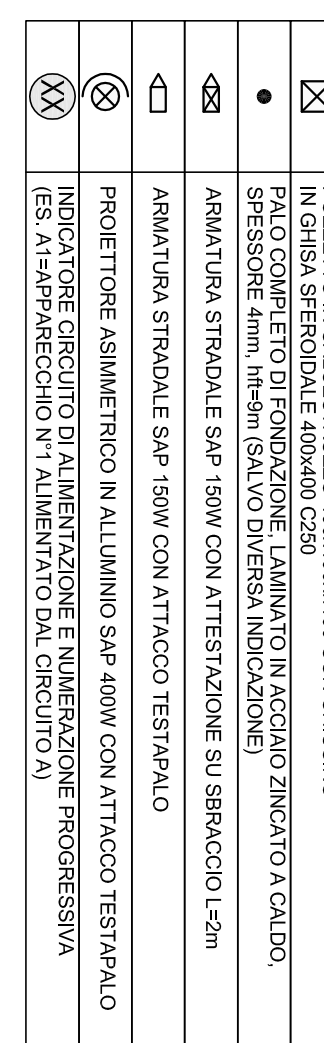 IN GHISA SFEROIDALE 400x400 C250
PALO COMPLETO DI FONDAZIONE, LAMINATO IN ACCIAIO ZINCATO A CALDO,
SPESSORE 4mm, hft=9m (SALVO DIVERSA INDICAZIONE)
ARMATURA STRADALE SAP 150W CON ATTESTAZIONE SU SBRACCIO L=2m
ARMATURA STRADALE SAP 150W CON ATTACCO TESTAPALO
PROIETTORE ASIMMETRICO IN ALLUMINIO SAP 400W CON ATTACCO TESTAPALO
XX
INDICATORE CIRCUITO DI ALIMENTAZIONE E NUMERAZIONE PROGRESSIVA
(ES. A1=APPARECCHIO N°1 ALIMENTATO DAL CIRCUITO A)